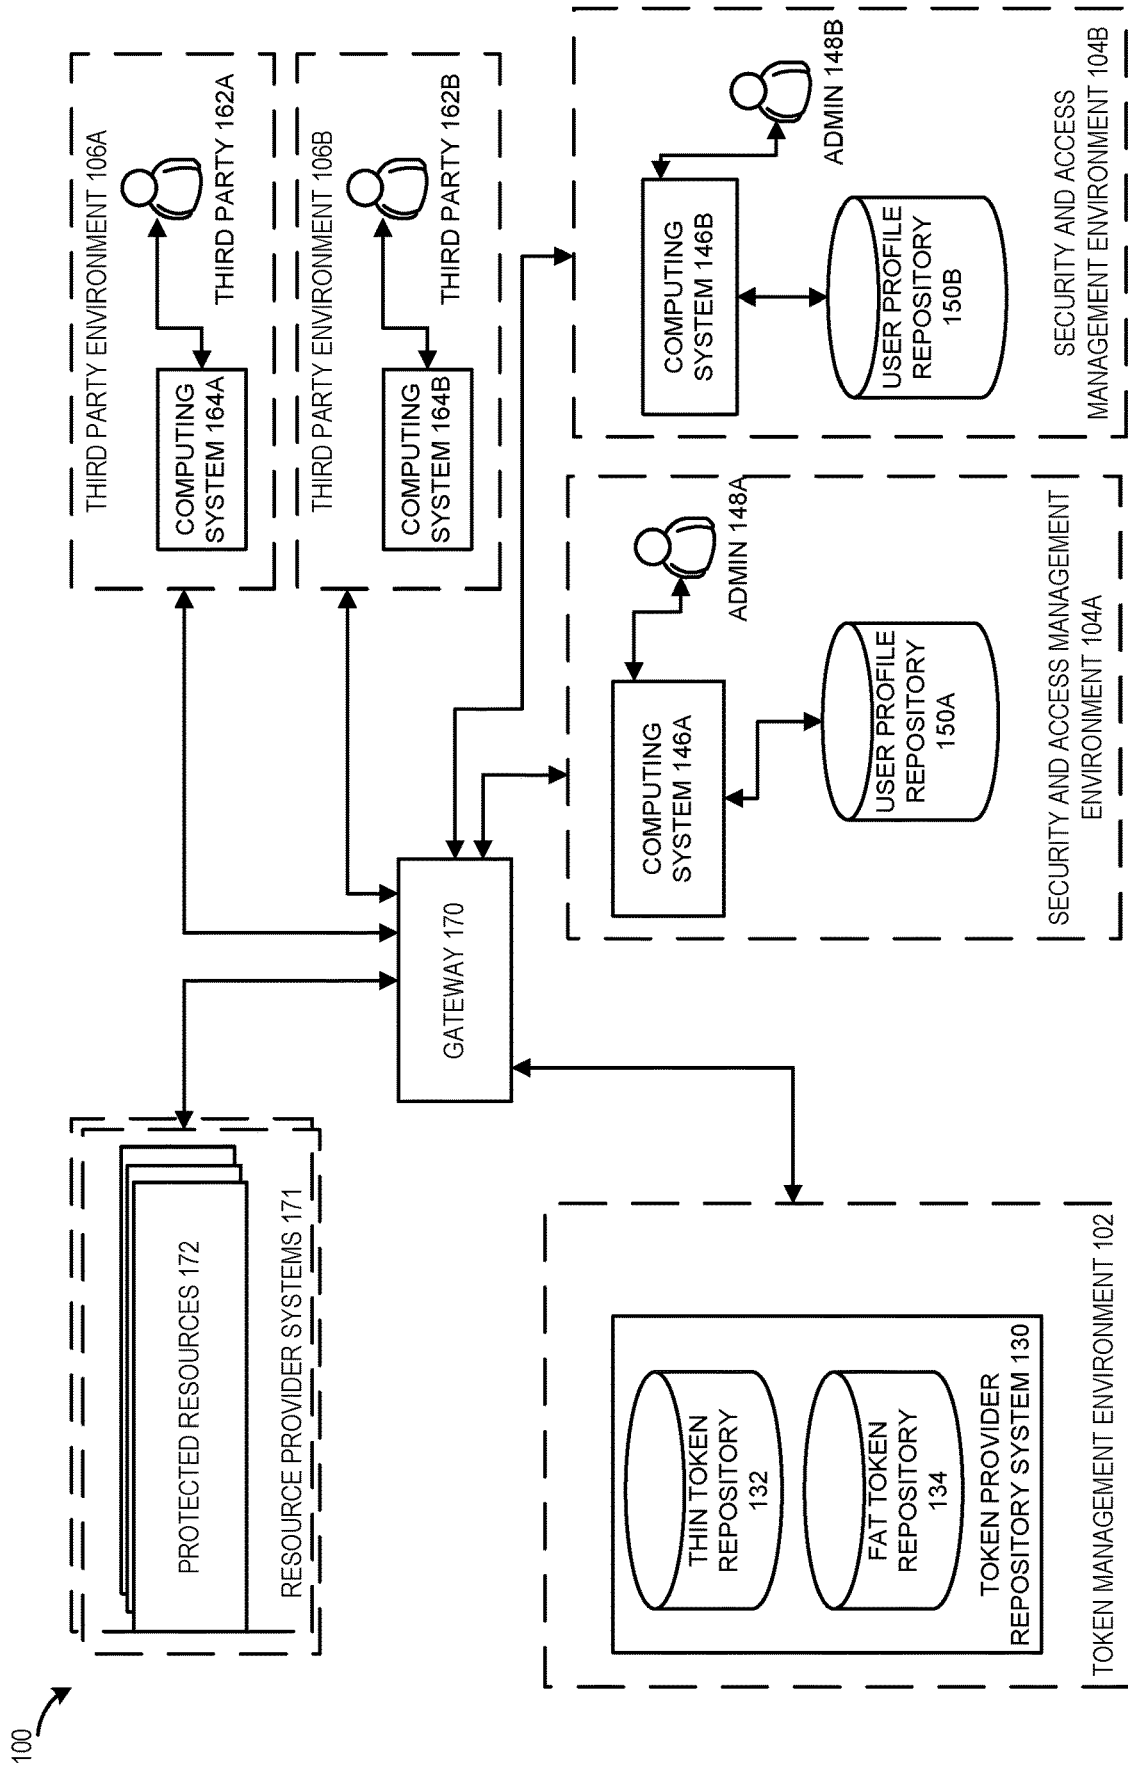 100
PROTECTED RESOURCES 172
RESOURCE PROVIDER SYSTEMS 171
THIRD PARTY ENVIRONMENT 106A
COMPUTING
SYSTEM 164A
THIRD PARTY 162A
THIRD PARTY ENVIRONMENT 106B
COMPUTING
SYSTEM 164B
THIRD PARTY 162B
GATEWAY 170
THIN TOKEN
REPOSITORY
132
FAT TOKEN
REPOSITORY
134
TOKEN PROVIDER
REPOSITORY SYSTEM 130
TOKEN MANAGEMENT ENVIRONMENT 102
COMPUTING
SYSTEM 146A
ADMIN 148A
USER PROFILE
REPOSITORY
150A
SECURITY AND ACCESS MANAGEMENT
ENVIRONMENT 104A
COMPUTING
SYSTEM 146B
ADMIN 148B
USER PROFILE
REPOSITORY
150B
SECURITY AND ACCESS
MANAGEMENT ENVIRONMENT 104B